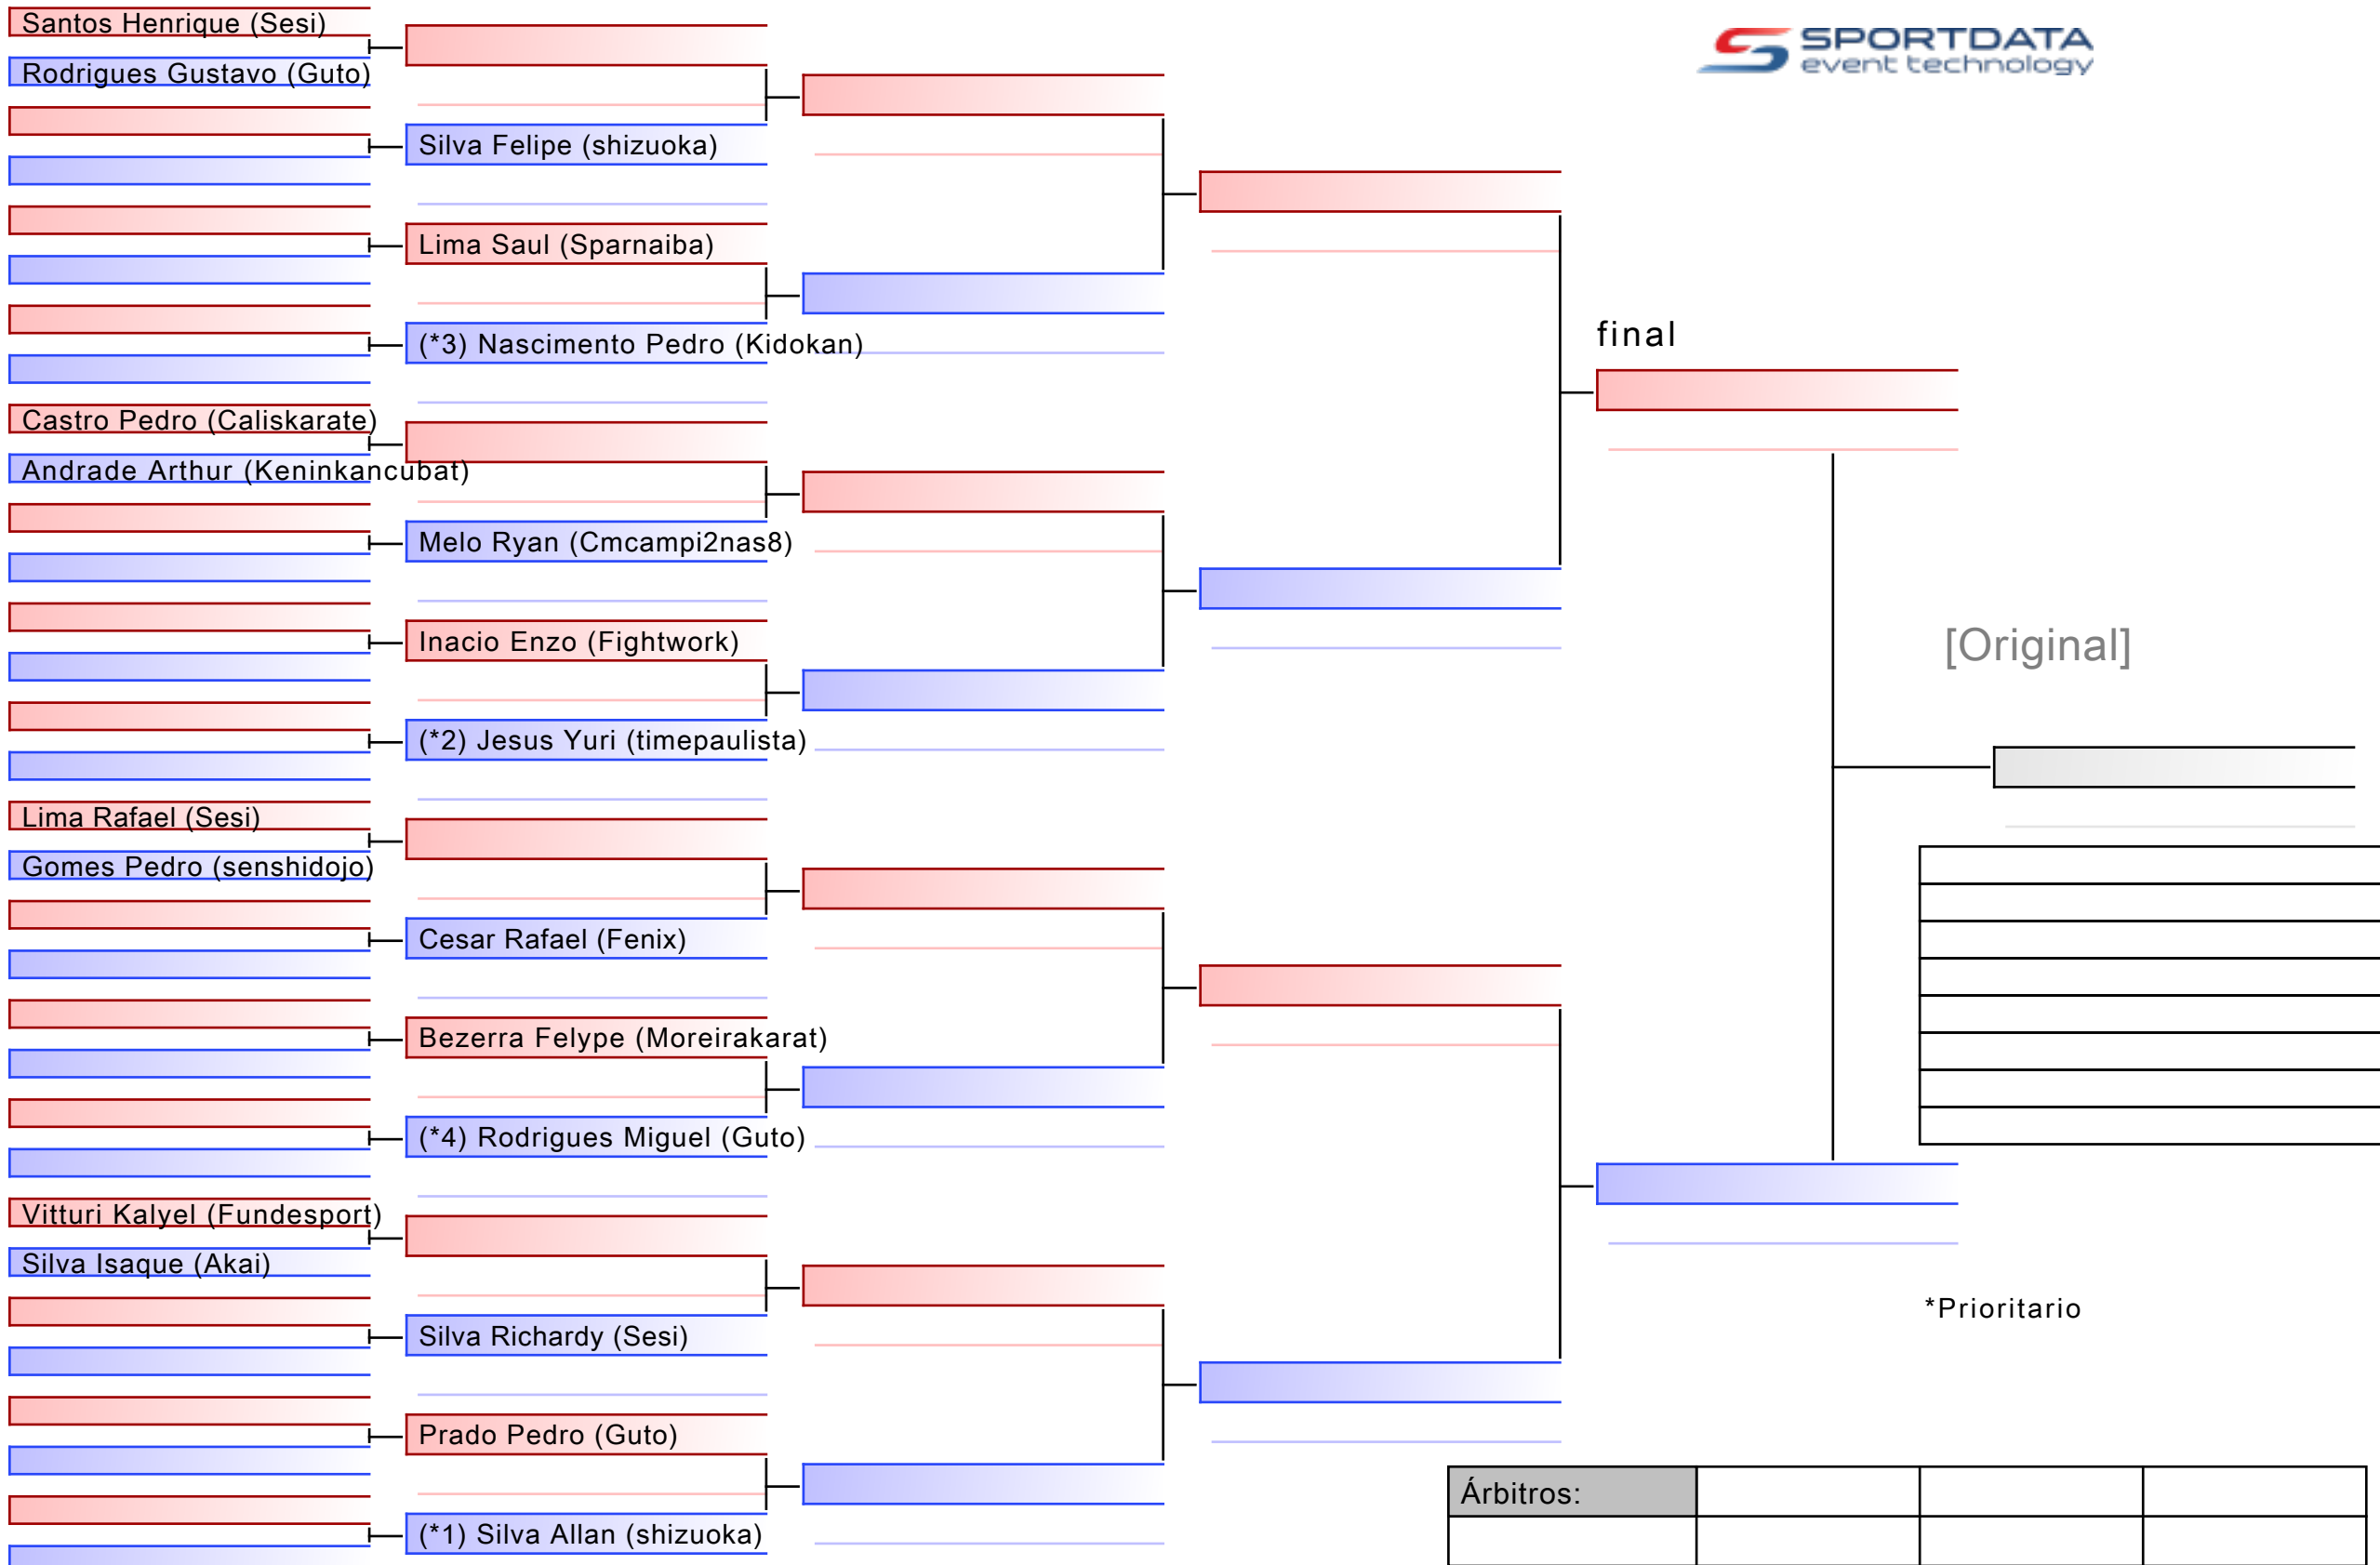 Santos Henrique (Sesi)
Rodrigues Gustavo (Guto)
Silva Felipe (shizuoka)
Lima Saul (Sparnaiba)
(*3) Nascimento Pedro (Kidokan)
Castro Pedro (Caliskarate)
Andrade Arthur (Keninkancubat)
Melo Ryan (Cmcampi2nas8)
Inacio Enzo (Fightwork)
(*2) Jesus Yuri (timepaulista)
Lima Rafael (Sesi)
Gomes Pedro (senshidojo)
Cesar Rafael (Fenix)
Bezerra Felype (Moreirakarat)
(*4) Rodrigues Miguel (Guto)
Vitturi Kalyel (Fundesport)
Silva Isaque (Akai)
Silva Richardy (Sesi)
Prado Pedro (Guto)
(*1) Silva Allan (shizuoka)
SPORTDATA
event technology
final
[Original]
*Prioritario
Árbitros: